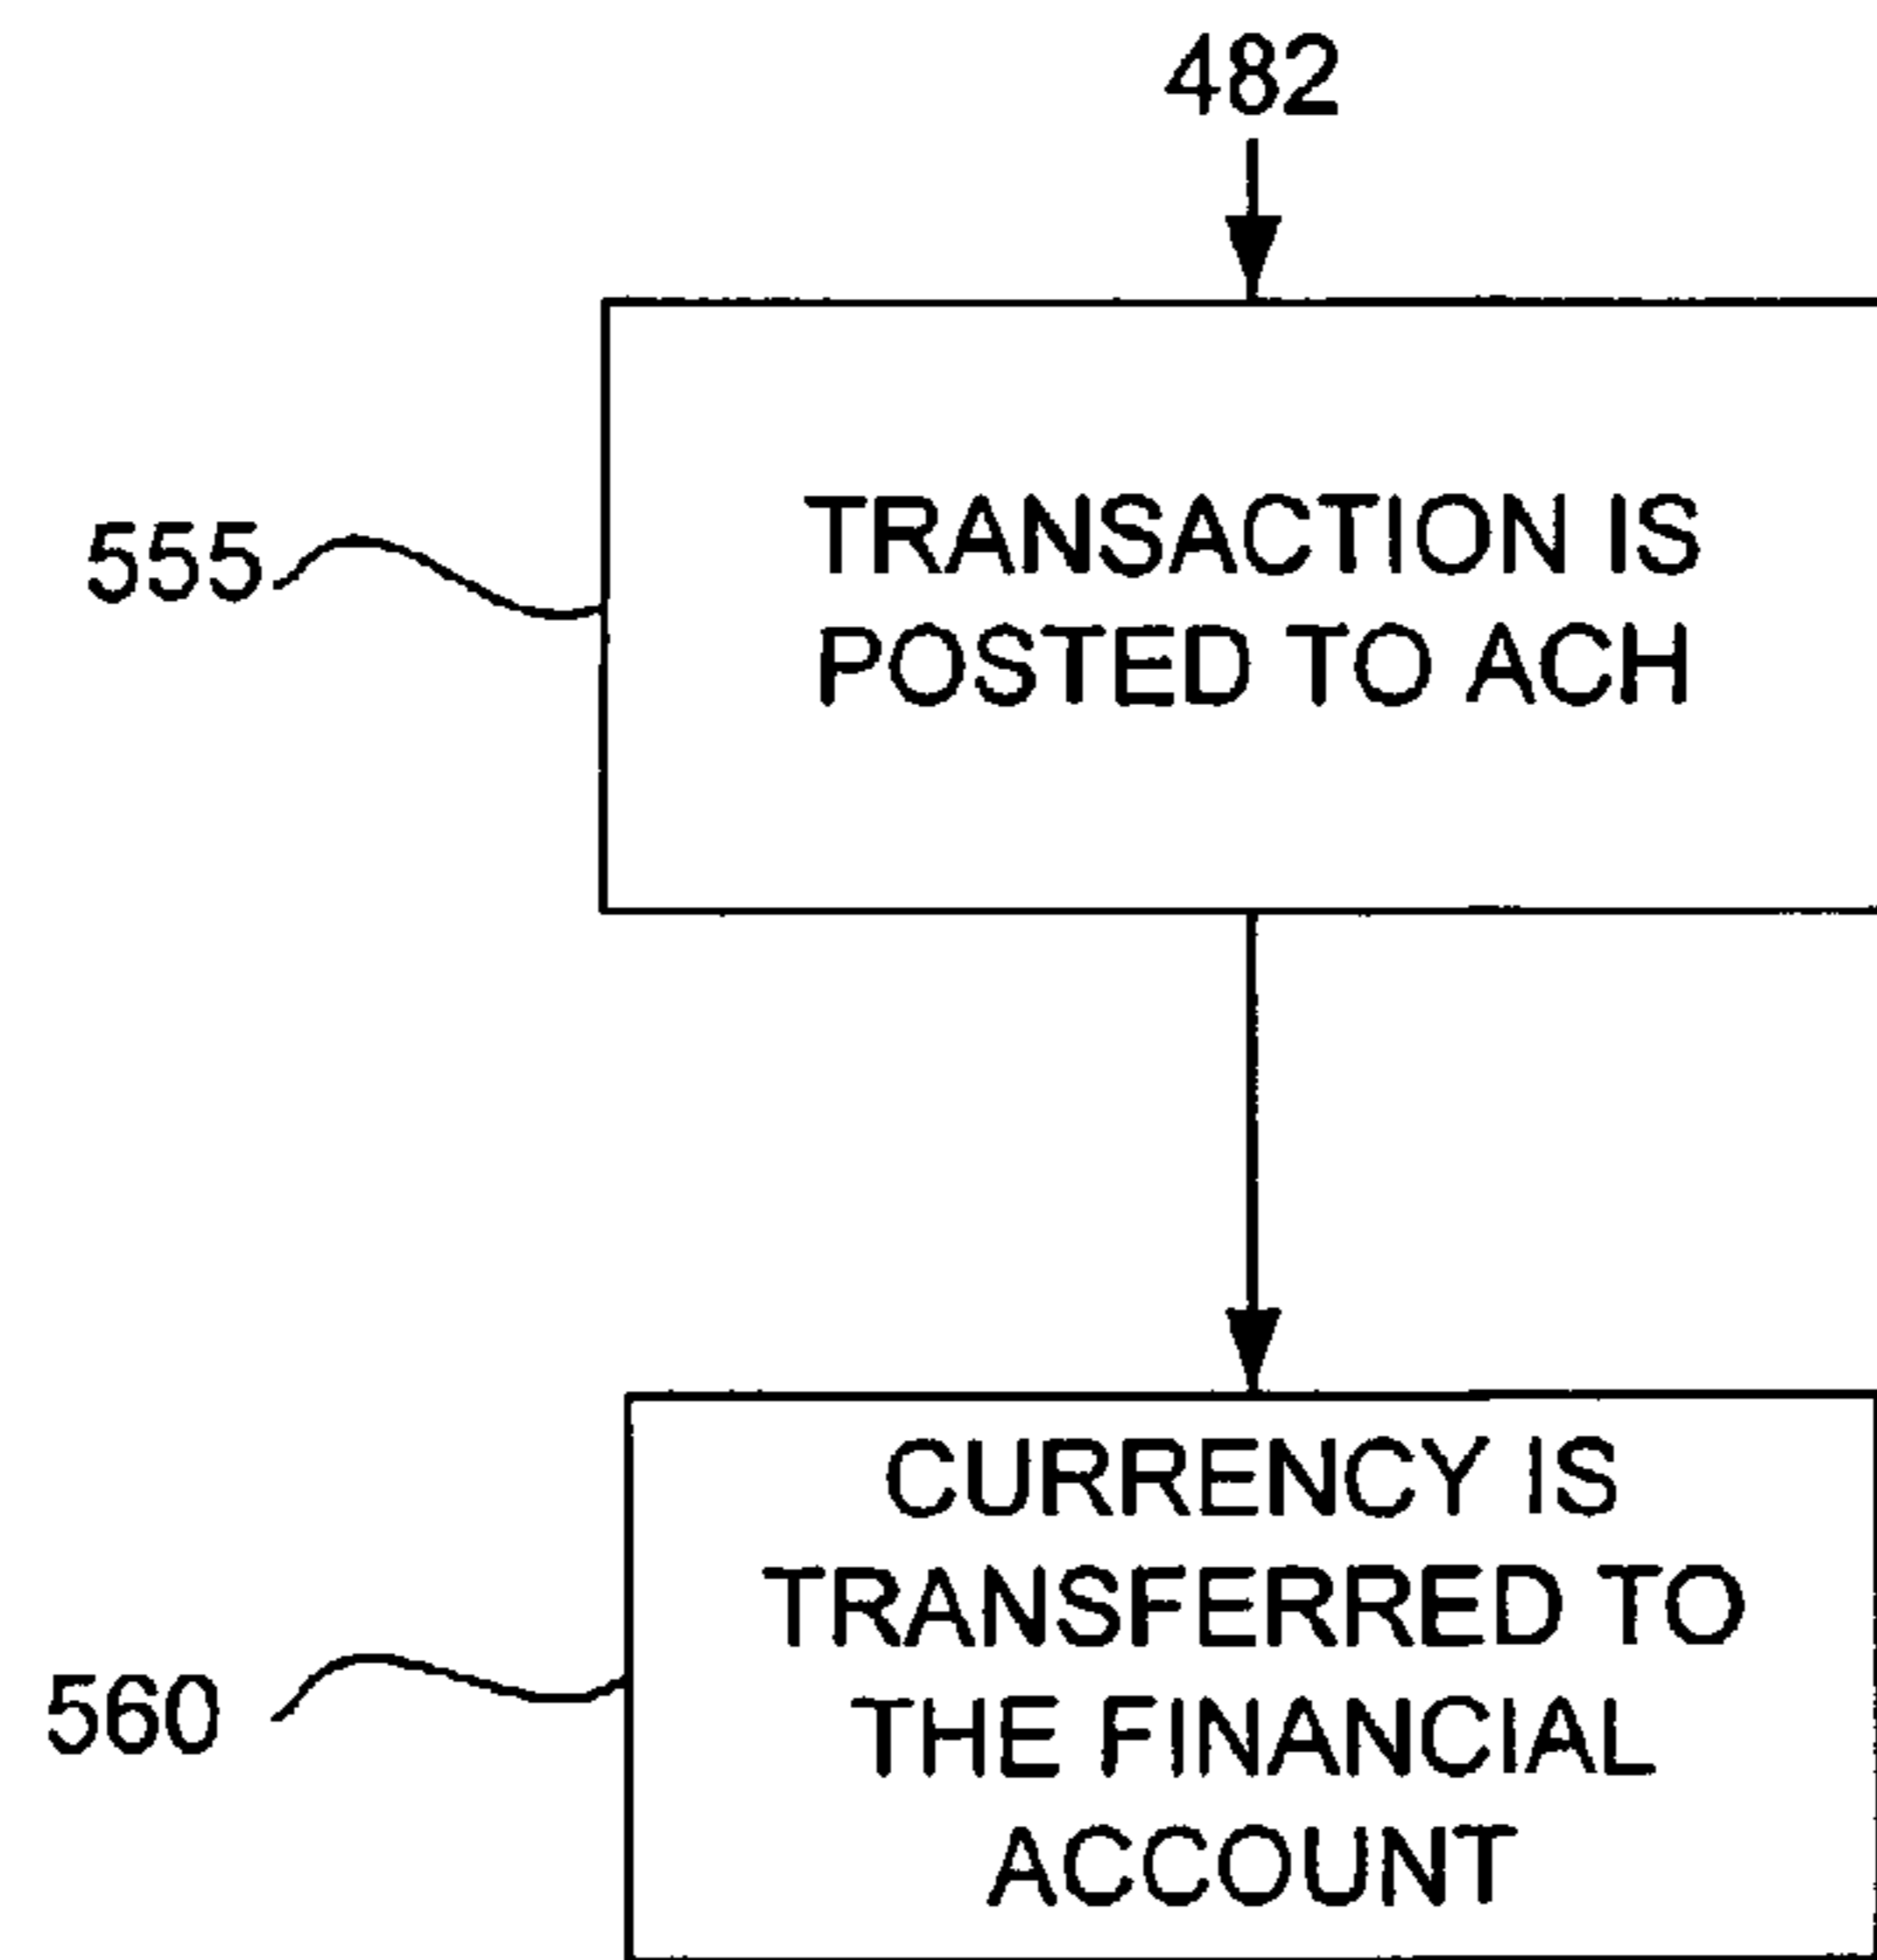 482
555
TRANSACTION IS
POSTED TO ACH
560
CURRENCY IS
TRANSFERRED TO
THE FINANCIAL
ACCOUNT